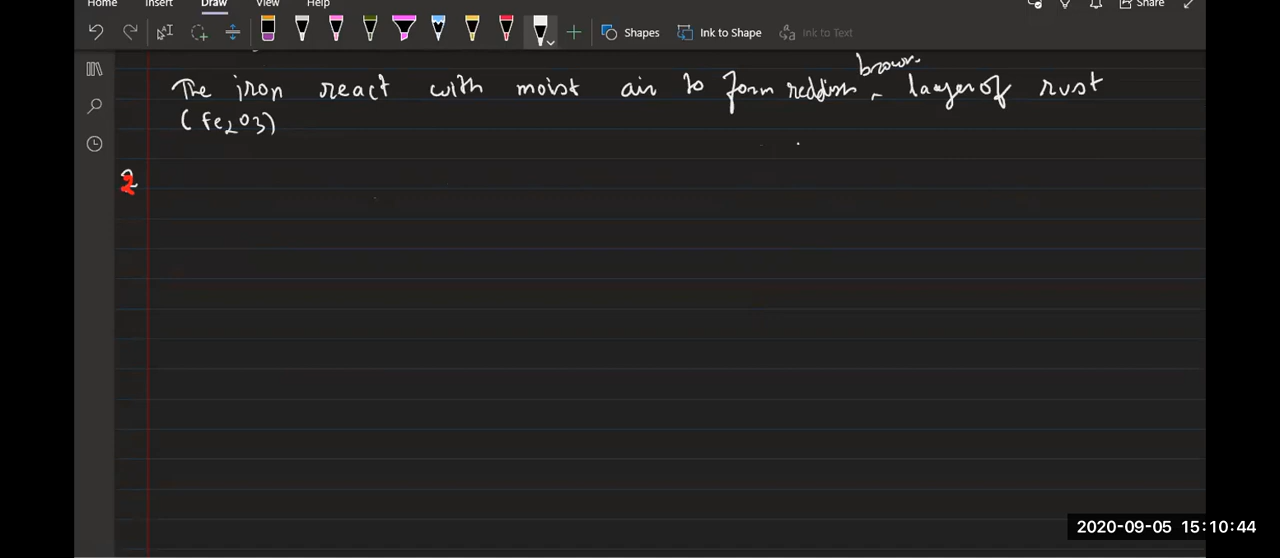 Home Insert Draw View Help Share
Shapes Ink to Shape Ink to Text
brown
The iron react with moist air to form reddish layer of rust
(Fe2O3)
2
2020-09-05 15:10:44